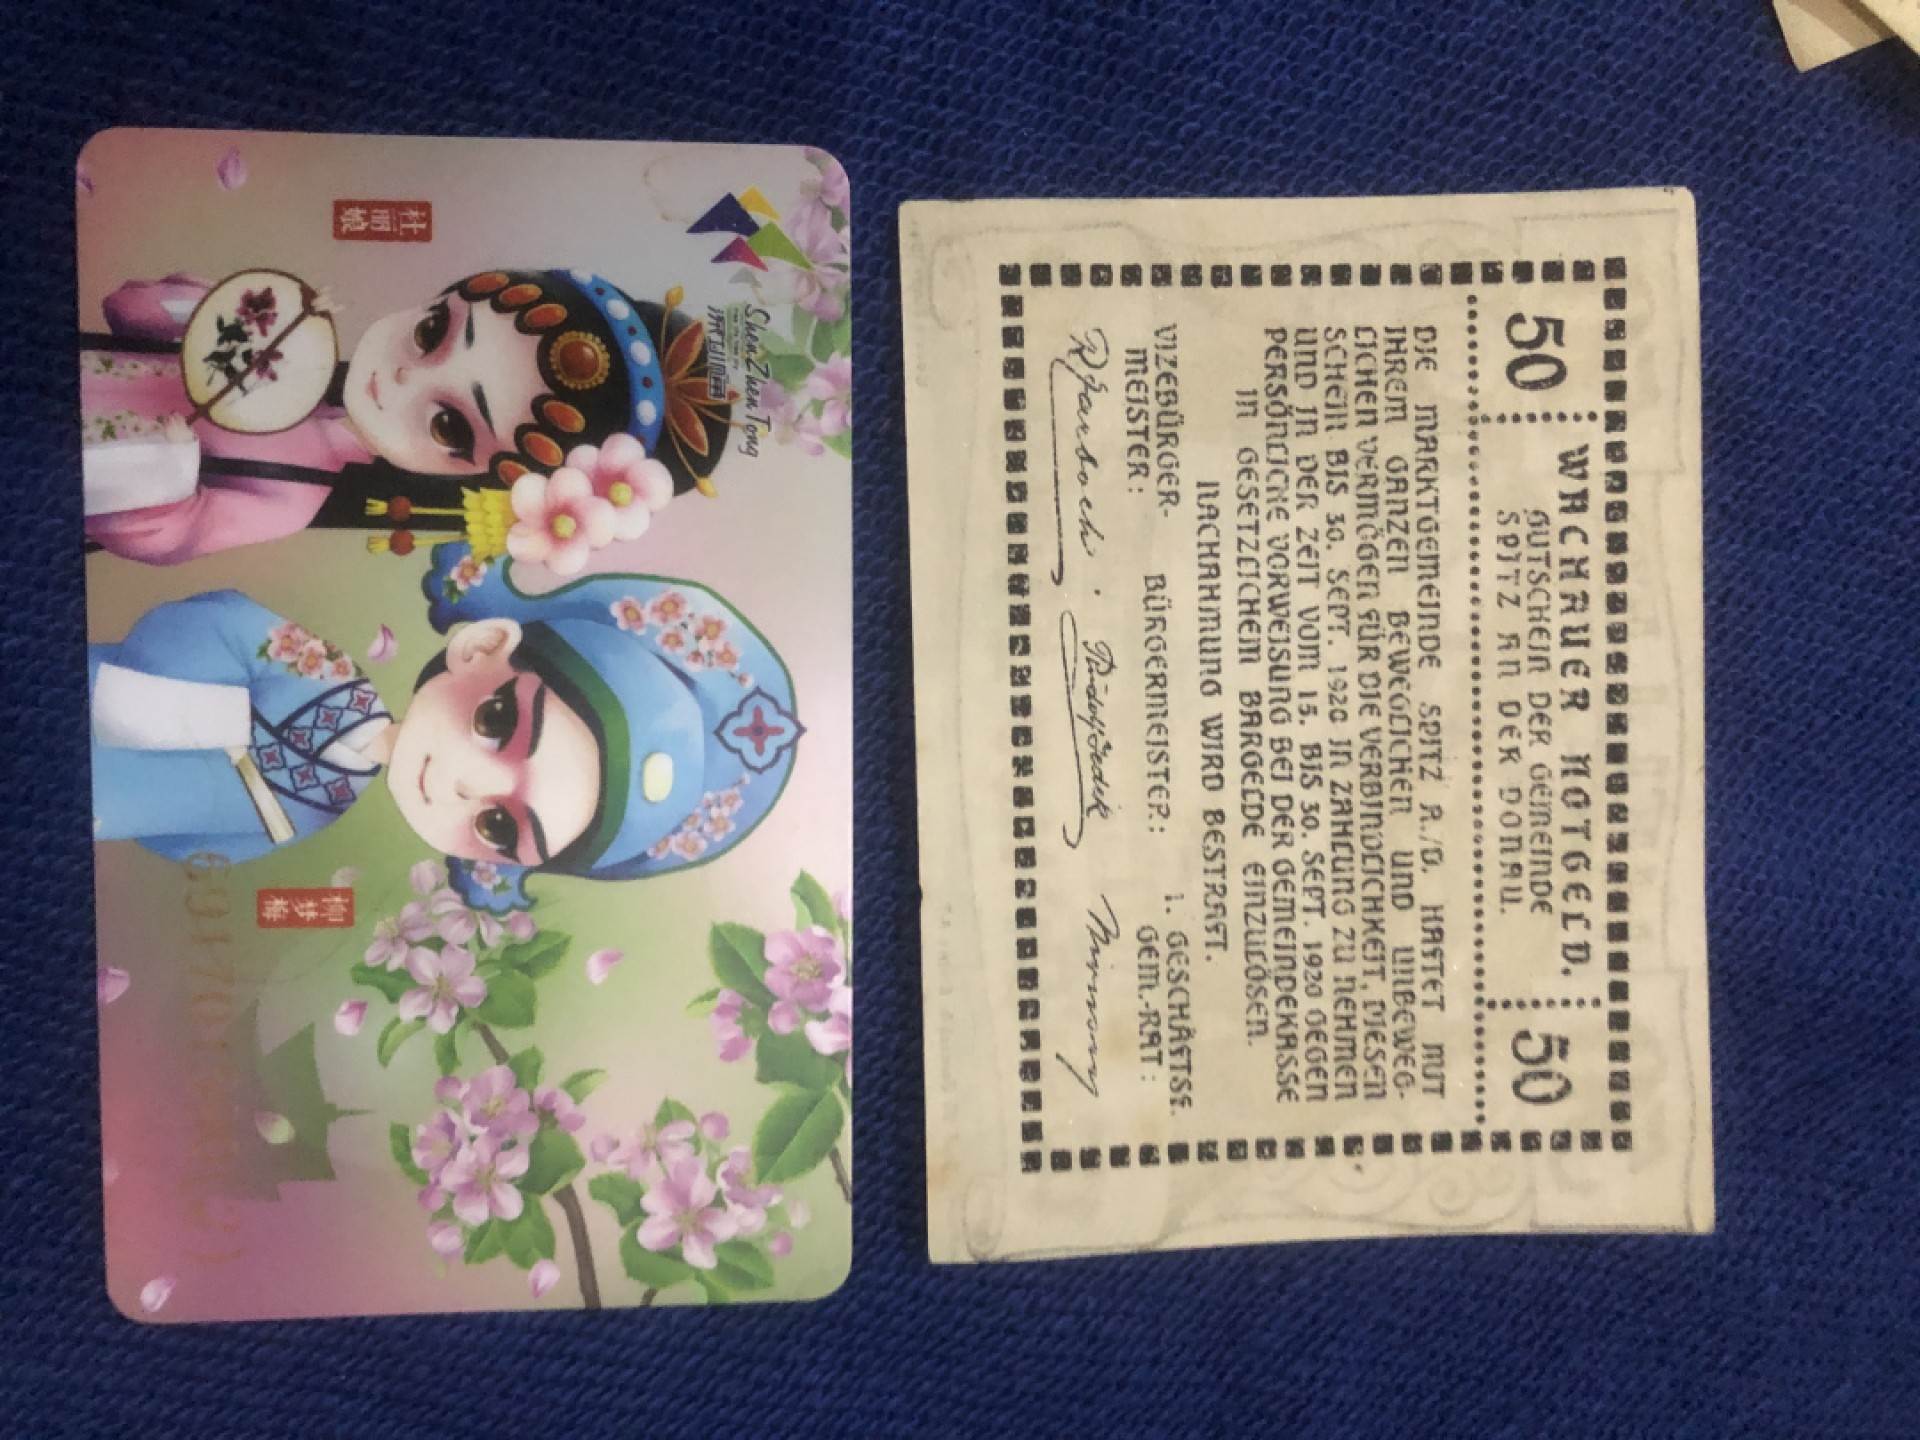 ShenZhen Tong
深圳通
杜丽娘
柳梦梅
50
WACHAUER NOTGELD.
50
GUTSCHEIN DER GEMEINDE
SPITZ AN DER DONAU.
DIE MARKTGEMEINDE SPITZ A./D. HAFTET MIT
IHREM GANZEN BEWEGLICHEN UND UNBEWEG-
LICHEN VERMÖGEN FÜR DIE VERBINDLICHKEIT, DIESEN
SCHEIN BIS 30. SEPT. 1920 IN ZAHLUNG ZU NEHMEN
UND IN DER ZEIT VOM 15. BIS 30. SEPT. 1920 GEGEN
PERSÖNLICHE VORWEISUNG BEI DER GEMEINDEKASSE
IN GESETZLICHEM BARGELDE EINZULÖSEN.
NACHAHMUNG WIRD BESTRAFT.
VIZEBÜRGER-
MEISTER:
BÜRGERMEISTER:
1. GESCHÄFTSF.
GEM.-RAT: